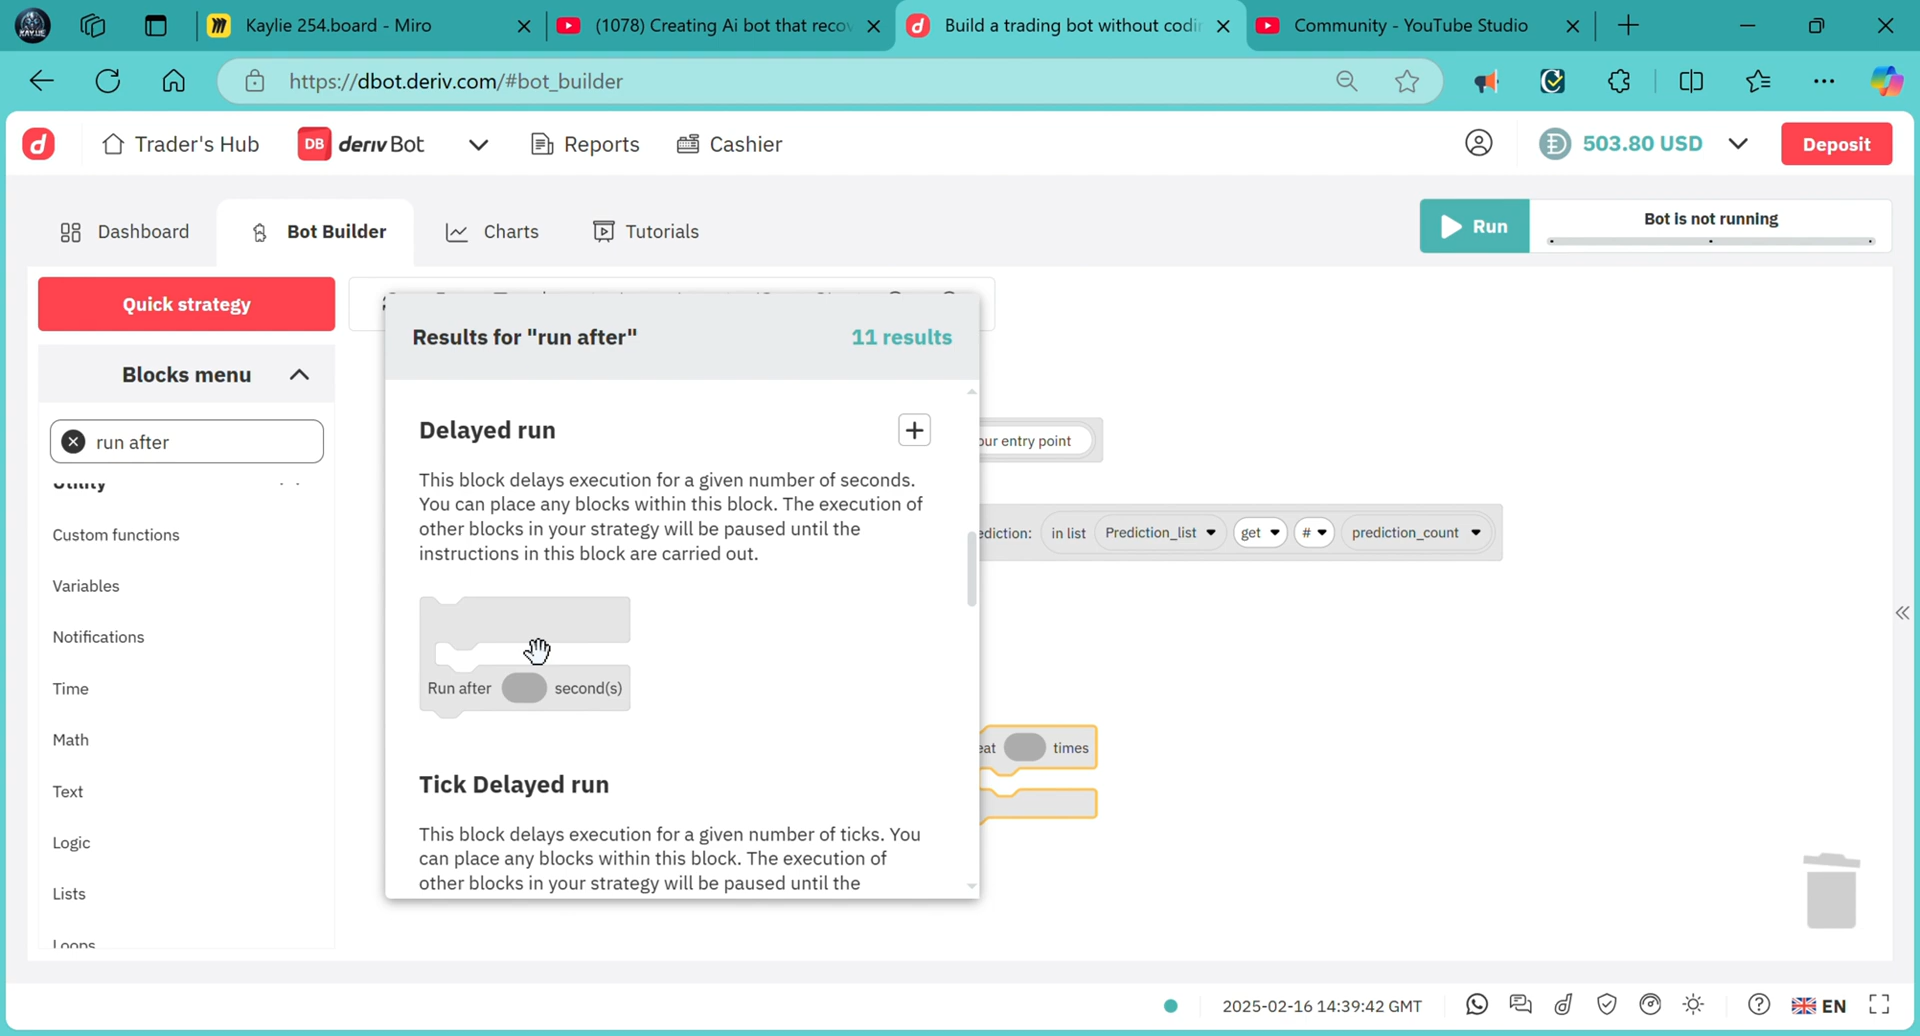 Kaylie 254.board - Miro
(1078) Creating Ai bot that recov
Build a trading bot without codin
Community - YouTube Studio
https://dbot.deriv.com/#bot_builder
Trader's Hub
DB deriv Bot
Reports
Cashier
503.80 USD
Deposit
Dashboard
Bot Builder
Charts
Tutorials
Run
Bot is not running
Quick strategy
Results for "run after"
11 results
Blocks menu
run after
Utility
Custom functions
Variables
Notifications
Time
Math
Text
Logic
Lists
Loops
Delayed run
This block delays execution for a given number of seconds.
You can place any blocks within this block. The execution of
other blocks in your strategy will be paused until the
instructions in this block are carried out.
Run after second(s)
Tick Delayed run
This block delays execution for a given number of ticks. You
can place any blocks within this block. The execution of
other blocks in your strategy will be paused until the
our entry point
ediction: in list Prediction_list get # prediction_count
eat times
2025-02-16 14:39:42 GMT
EN